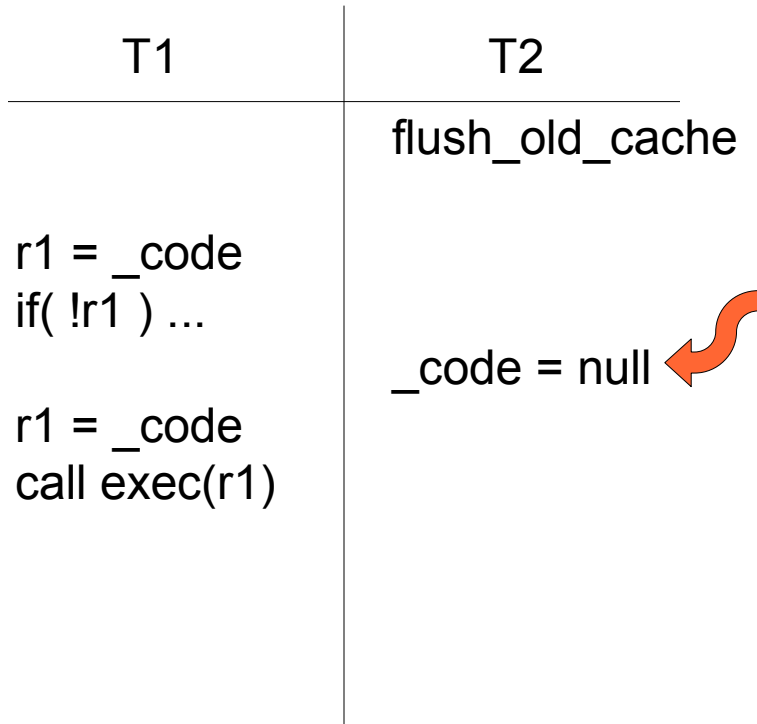 T1 T2
flush_old_cache
r1 = _code
if( !r1 ) ...
_code = null
r1 = _code
call exec(r1)